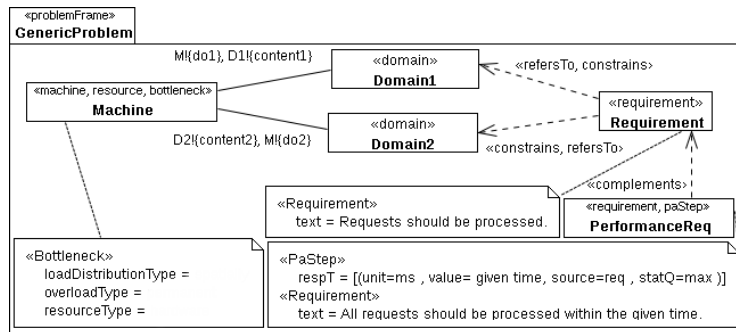 «problemFrame»
GenericProblem
M!{do1}, D1!{content1}
«domain»
Domain1
«refersTo, constrains»
«machine, resource, bottleneck»
Machine
«requirement»
Requirement
«domain»
Domain2
D2!{content2}, M!{do2}
«constrains, refersTo»
«complements»
«Requirement»
text = Requests should be processed.
«requirement, paStep»
PerformanceReq
«Bottleneck»
loadDistributionType =
overloadType =
resourceType =
«PaStep»
respT = [(unit=ms , value= given time, source=req , statQ=max )]
«Requirement»
text = All requests should be processed within the given time.